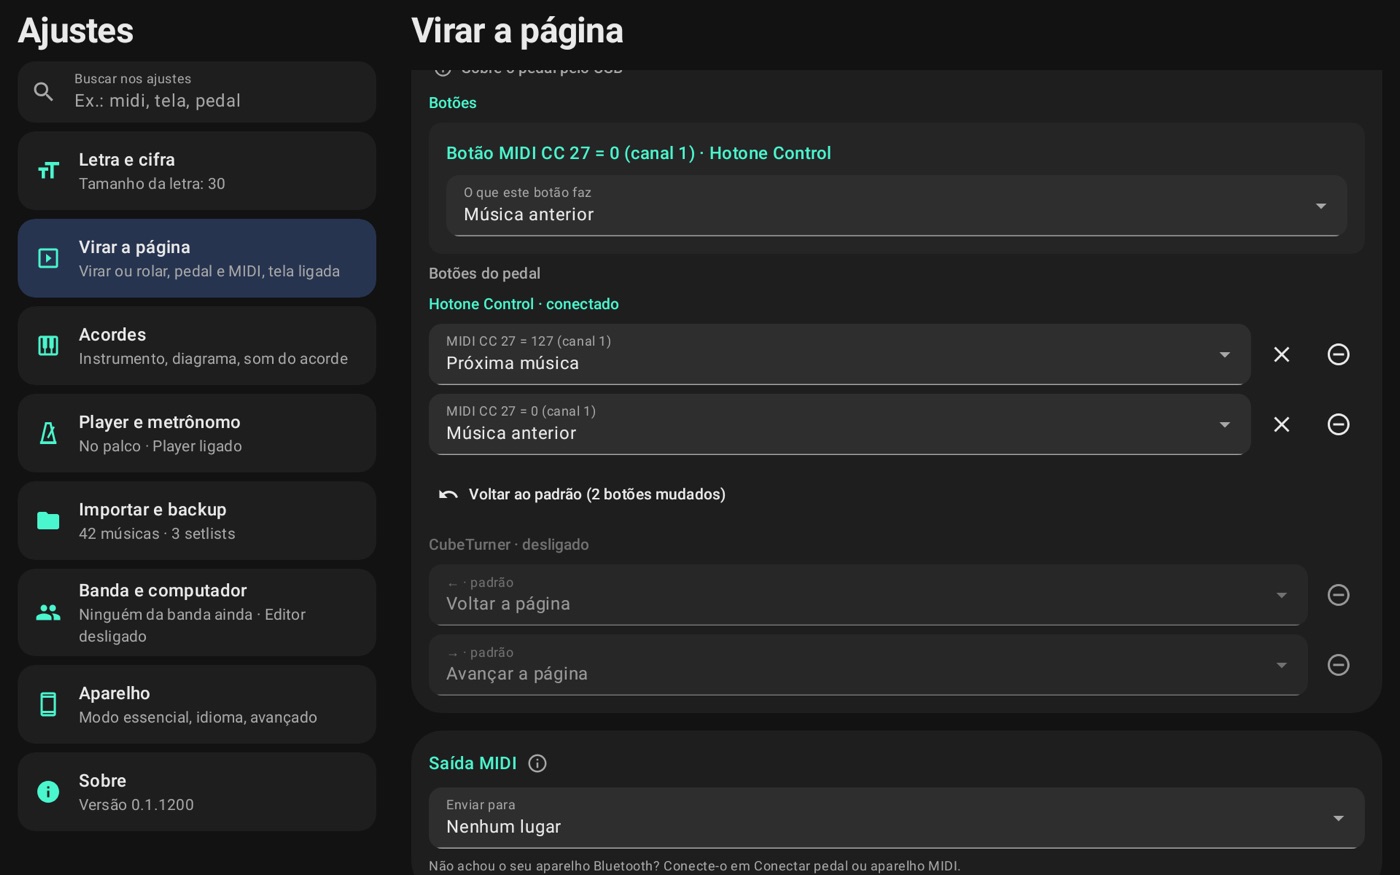 Ajustes
Buscar nos ajustes
Ex.: midi, tela, pedal
Letra e cifra
Tamanho da letra: 30
Virar a página
Virar ou rolar, pedal e MIDI, tela ligada
Acordes
Instrumento, diagrama, som do acorde
Player e metrônomo
No palco · Player ligado
Importar e backup
42 músicas · 3 setlists
Banda e computador
Ninguém da banda ainda · Editor
desligado
Aparelho
Modo essencial, idioma, avançado
Sobre
Versão 0.1.1200
Virar a página
Sobre o pedal pelo USB
Botões
Botão MIDI CC 27 = 0 (canal 1) · Hotone Control
O que este botão faz
Música anterior
Botões do pedal
Hotone Control · conectado
MIDI CC 27 = 127 (canal 1)
Próxima música
MIDI CC 27 = 0 (canal 1)
Música anterior
Voltar ao padrão (2 botões mudados)
CubeTurner · desligado
← · padrão
Voltar a página
→ · padrão
Avançar a página
Saída MIDI
Enviar para
Nenhum lugar
Não achou o seu aparelho Bluetooth? Conecte-o em Conectar pedal ou aparelho MIDI.